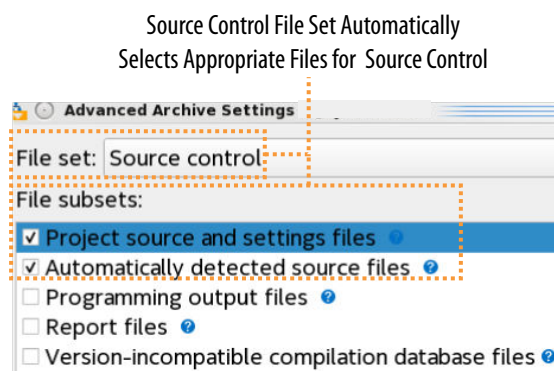 Source Control File Set Automatically
Selects Appropriate Files for Source Control
Advanced Archive Settings
File set: Source control
File subsets:
Project source and settings files
Automatically detected source files
Programming output files
Report files
Version-incompatible compilation database files